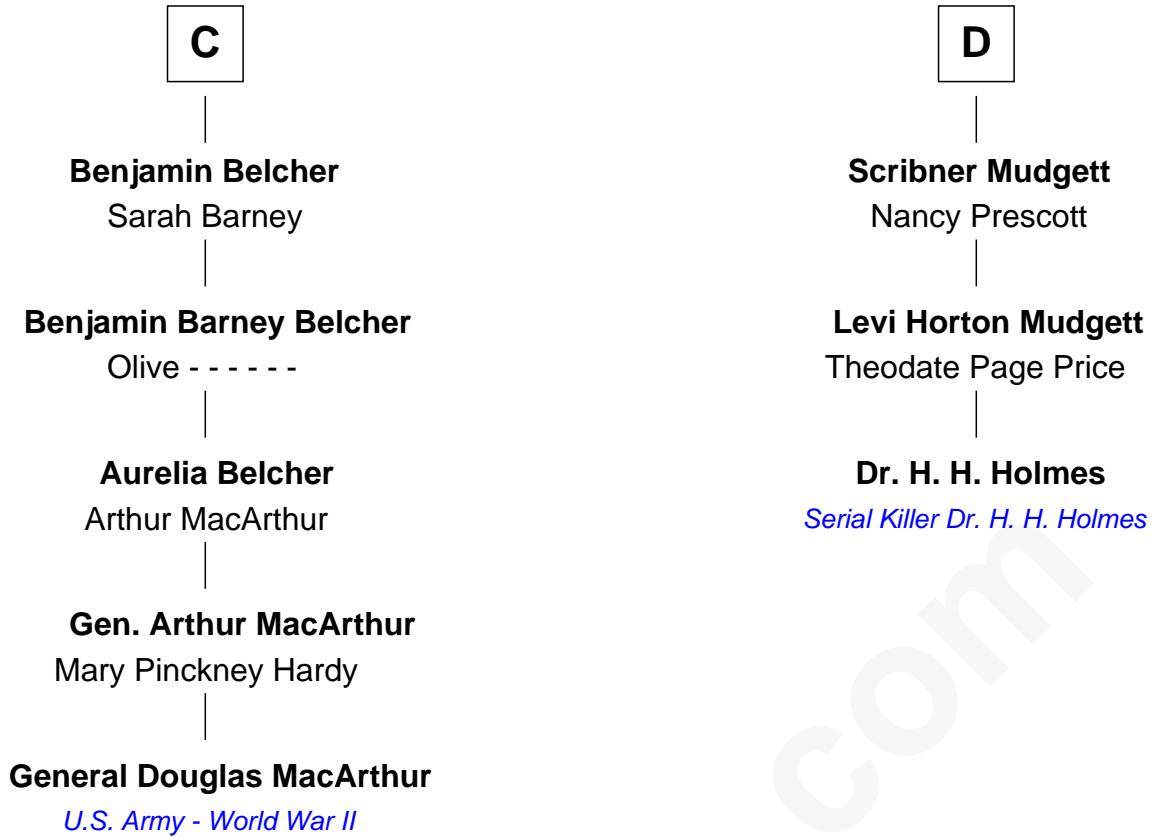 C
Benjamin Belcher
Sarah Barney
Benjamin Barney Belcher
Olive - - - - - -
Aurelia Belcher
Arthur MacArthur
Gen. Arthur MacArthur
Mary Pinckney Hardy
General Douglas MacArthur
U.S. Army - World War II
D
Scribner Mudgett
Nancy Prescott
Levi Horton Mudgett
Theodate Page Price
Dr. H. H. Holmes
Serial Killer Dr. H. H. Holmes
com